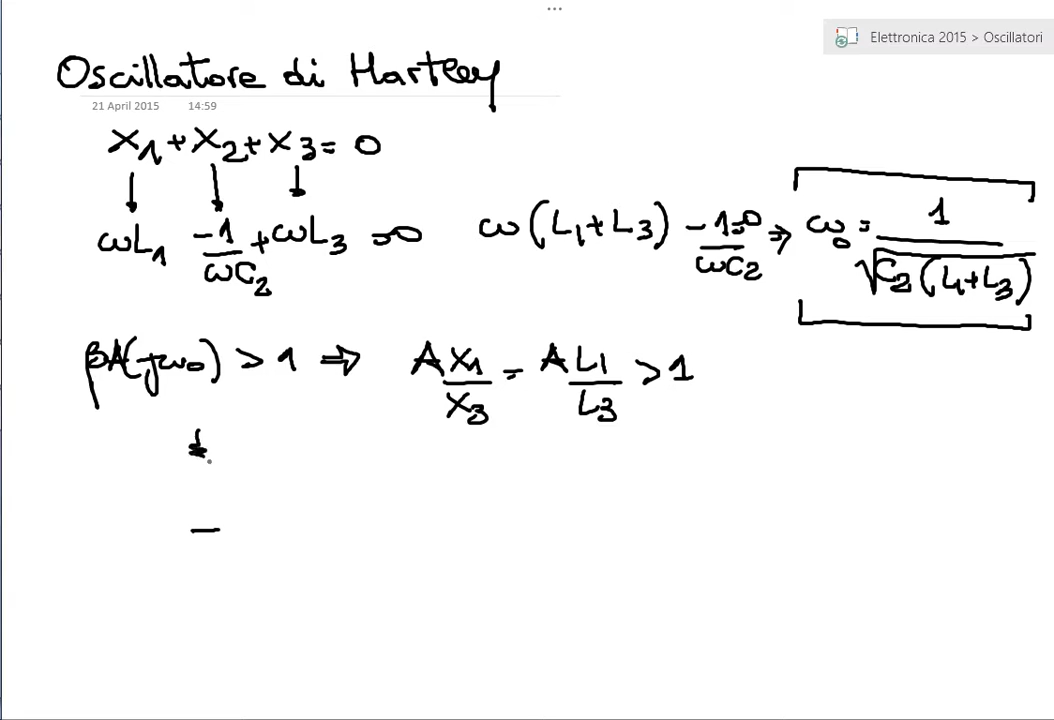 Elettronica 2015 > Oscillatori
Oscillatore di Hartley
21 April 2015 14:59
X1 + X2 + X3 = 0
ωL1 -1/ωC2 + ωL3 = 0 ω(L1+L3) - 1/ωC2 = 0 ⇒ ω0 = 1/√(C2(L1+L3))
βA(jω0) > 1 ⇒ A X1/X3 = A L1/L3 > 1